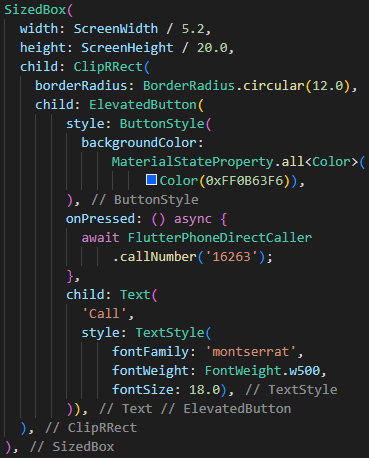 SizedBox(
  width: ScreenWidth / 5.2,
  height: ScreenHeight / 20.0,
  child: ClipRRect(
    borderRadius: BorderRadius.circular(12.0),
    child: ElevatedButton(
        style: ButtonStyle(
          backgroundColor:
              MaterialStateProperty.all<Color>(
                  Color(0xFF0B63F6)),
        ), // ButtonStyle
        onPressed: () async {
          await FlutterPhoneDirectCaller
              .callNumber('16263');
        },
        child: Text(
          'Call',
          style: TextStyle(
              fontFamily: 'montserrat',
              fontWeight: FontWeight.w500,
              fontSize: 18.0), // TextStyle
        )), // Text // ElevatedButton
  ), // ClipRRect
), // SizedBox